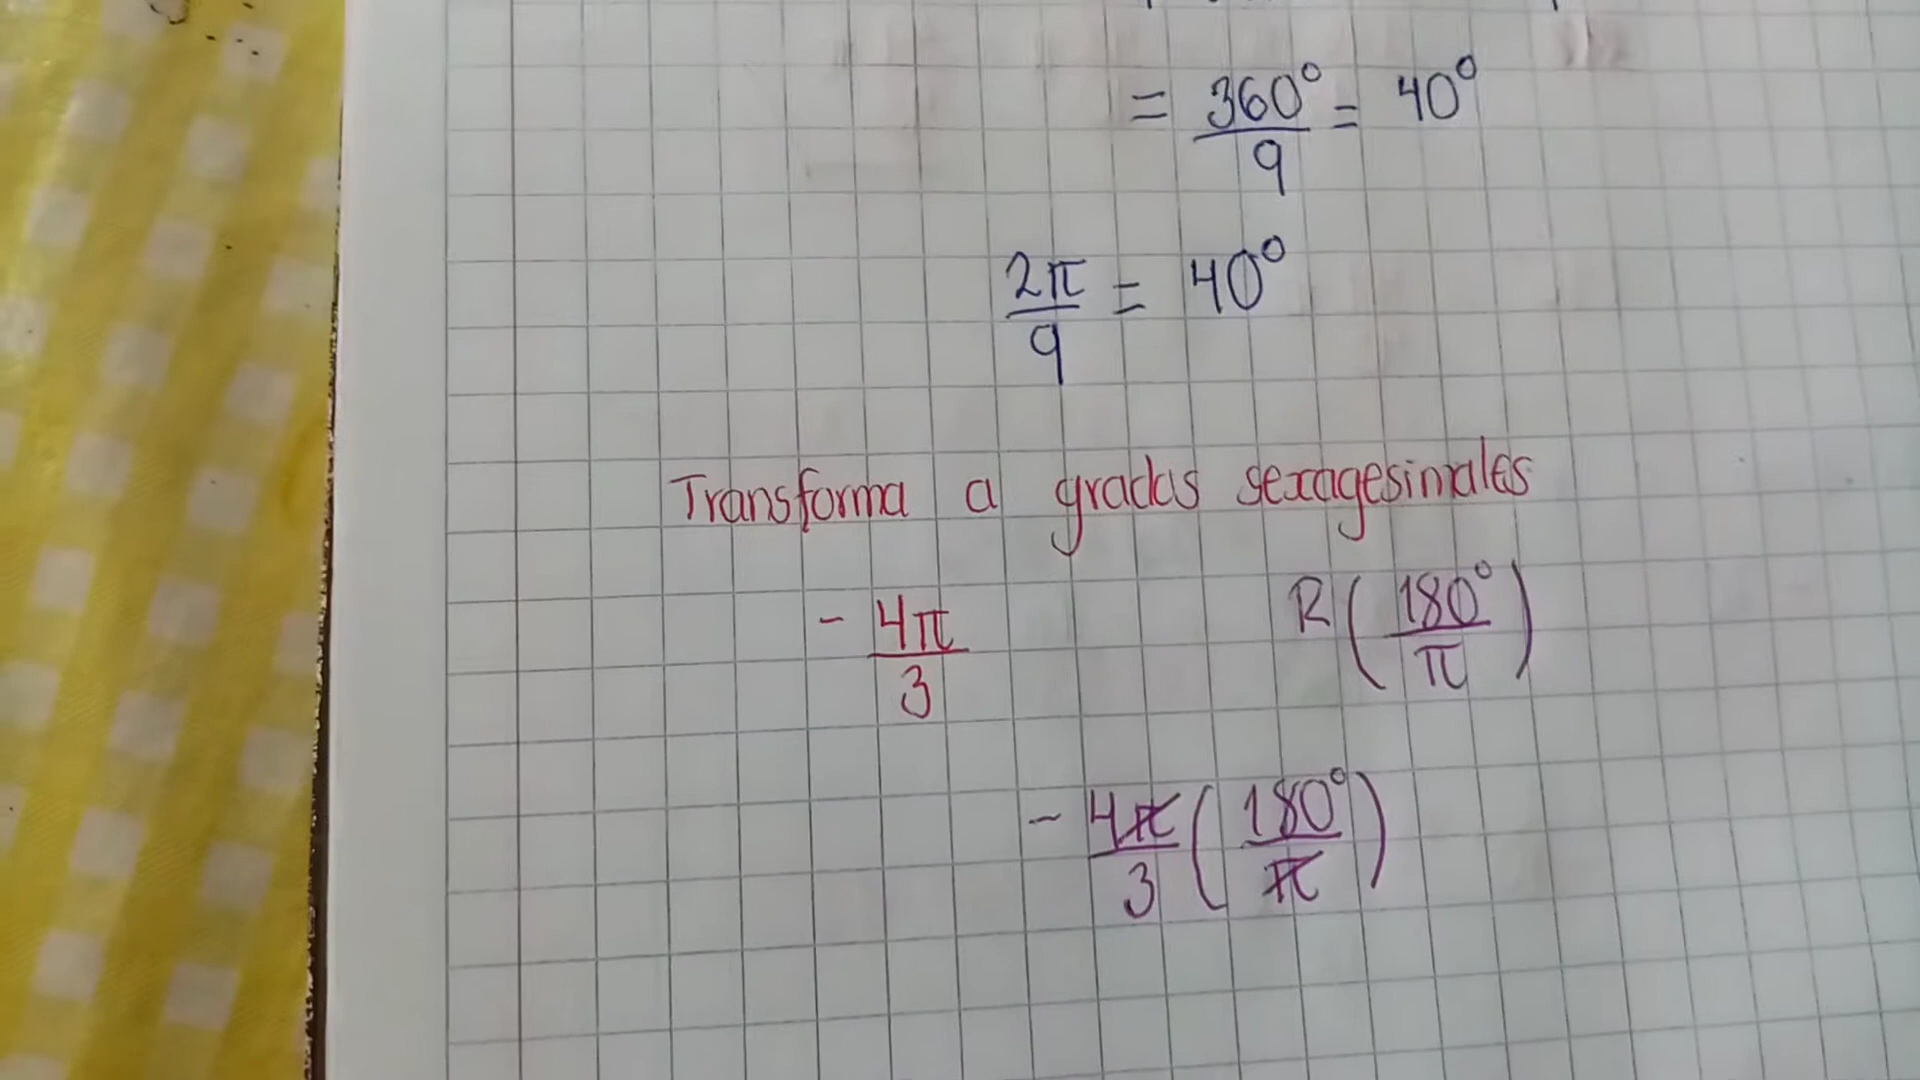 = 360°/9 = 40°
2π/9 = 40°
Transforma a grados sexagesimales
- 4π/3 R(180°/π)
- 4π/3 (180°/π)